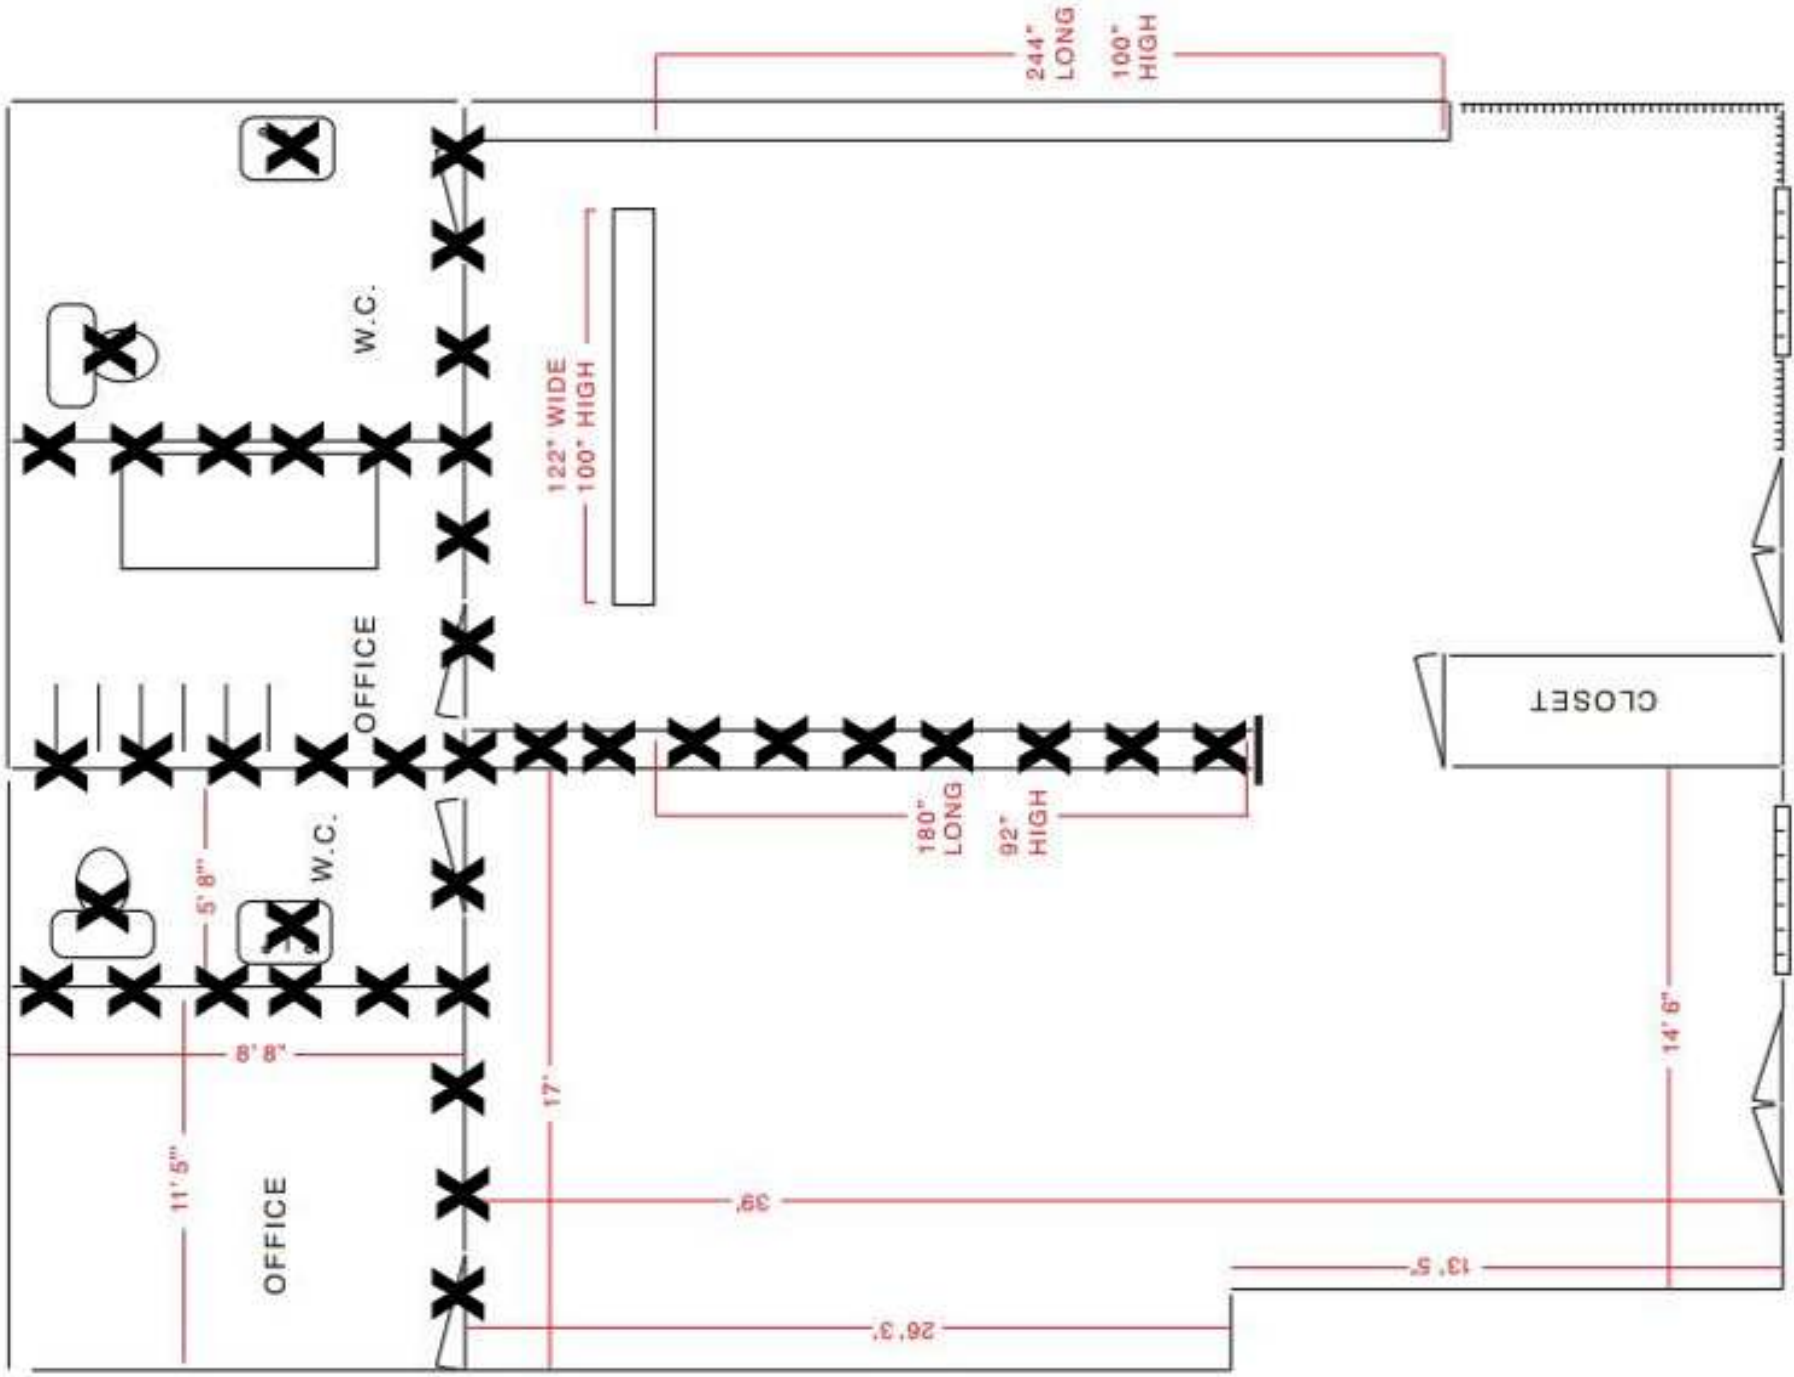 244"
LONG
100"
HIGH
W.C.
122" WIDE
100" HIGH
OFFICE
CLOSET
180"
LONG
92"
HIGH
W.C.
5' 8"'
8' 8"
14' 6"
17'
11' 5"'
39'
OFFICE
13' 5"
26'3'